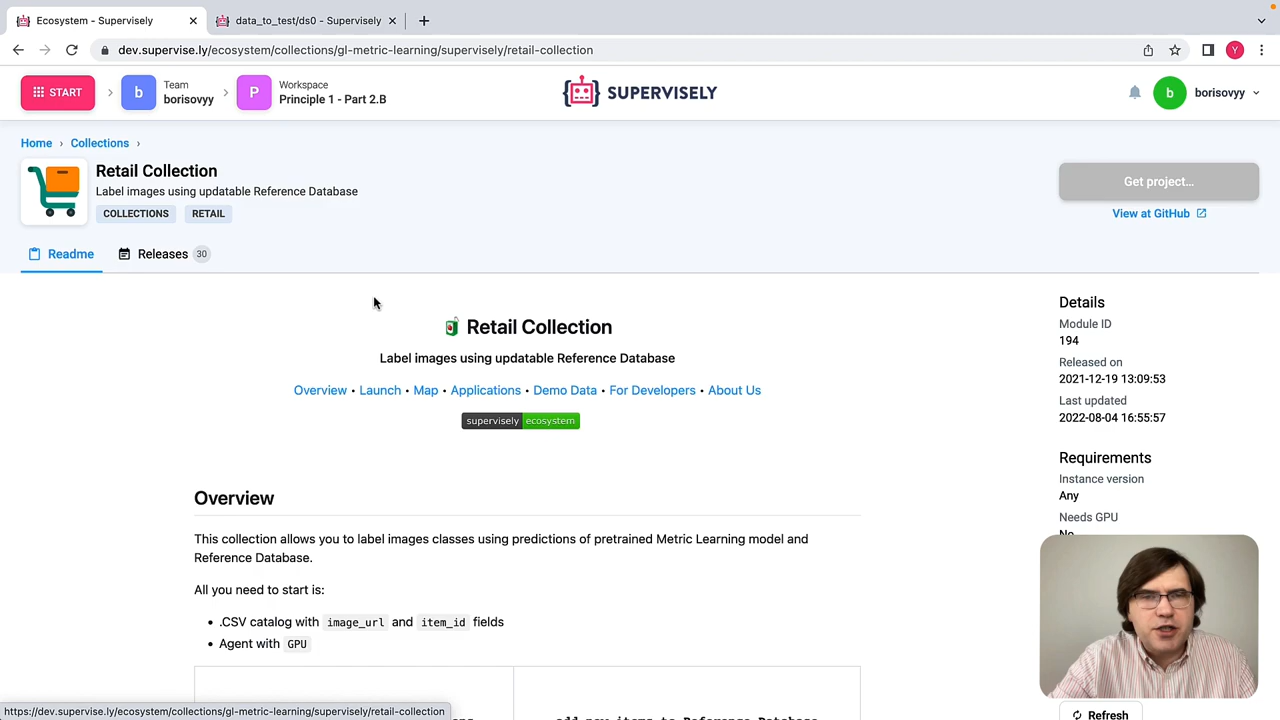 Ecosystem - Supervisely
data_to_test/ds0 - Supervisely
dev.supervise.ly/ecosystem/collections/gl-metric-learning/supervisely/retail-collection
Y
START
b
Team
borisovyy
P
Workspace
Principle 1 - Part 2.B
SUPERVISELY
b
borisovyy
Home › Collections ›
Retail Collection
Label images using updatable Reference Database
COLLECTIONS RETAIL
Get project...
View at GitHub
Readme
Releases 30
Retail Collection
Label images using updatable Reference Database
Overview • Launch • Map • Applications • Demo Data • For Developers • About Us
supervisely ecosystem
Overview
This collection allows you to label images classes using predictions of pretrained Metric Learning model and
Reference Database.
All you need to start is:
• .CSV catalog with image_url and item_id fields
• Agent with GPU
add new items to Reference Database
Details
Module ID
194
Released on
2021-12-19 13:09:53
Last updated
2022-08-04 16:55:57
Requirements
Instance version
Any
Needs GPU
No
Refresh
https://dev.supervise.ly/ecosystem/collections/gl-metric-learning/supervisely/retail-collection